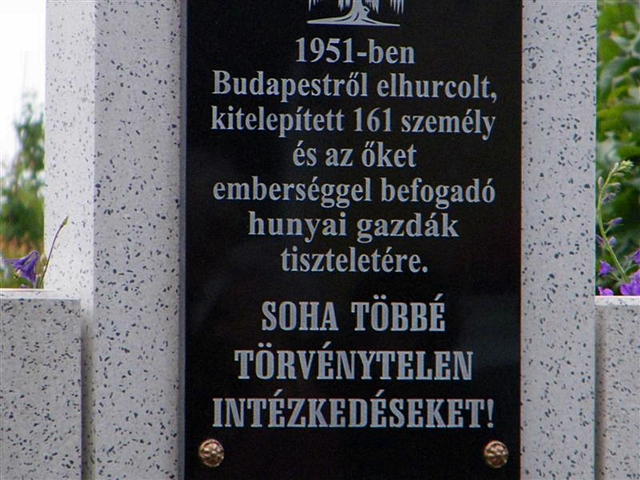 1951-ben
Budapestről elhurcolt,
kitelepített 161 személy
és az őket
emberséggel befogadó
hunyai gazdák
tiszteletére.
SOHA TÖBBÉ
TÖRVÉNYTELEN
INTÉZKEDÉSEKET!